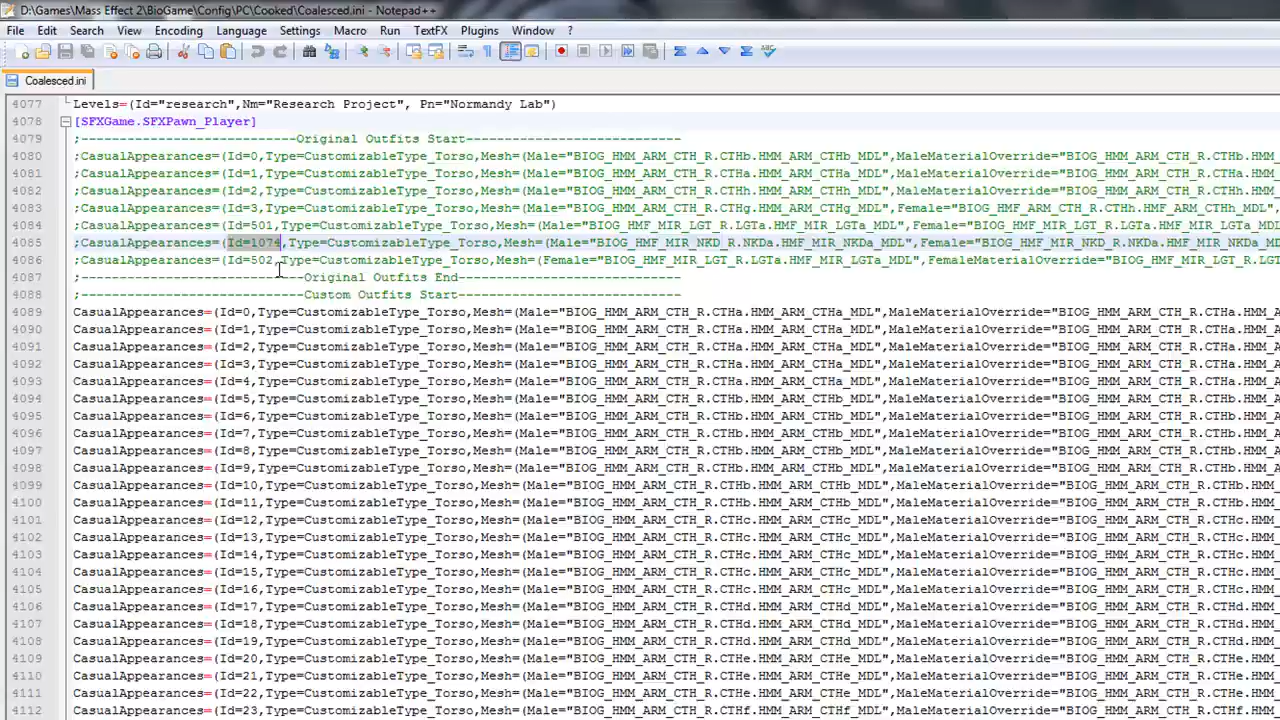 D:\Games\Mass Effect 2\BioGame\Config\PC\Cooked\Coalesced.ini - Notepad++
File Edit Search View Encoding Language Settings Macro Run TextFX Plugins Window ?
Coalesced.ini
4077 Levels=(Id="research",Nm="Research Project", Pn="Normandy Lab")
4078 [SFXGame.SFXPawn_Player]
4079 ;----------------------------Original Outfits Start----------------------------
4080 ;CasualAppearances=(Id=0,Type=CustomizableType_Torso,Mesh=(Male="BIOG_HMM_ARM_CTH_R.CTHb.HMM_ARM_CTHb_MDL",MaleMaterialOverride="BIOG_HMM_ARM_CTH_R.CTHb.HMM_A
4081 ;CasualAppearances=(Id=1,Type=CustomizableType_Torso,Mesh=(Male="BIOG_HMM_ARM_CTH_R.CTHa.HMM_ARM_CTHa_MDL",MaleMaterialOverride="BIOG_HMM_ARM_CTH_R.CTHa.HMM_A
4082 ;CasualAppearances=(Id=2,Type=CustomizableType_Torso,Mesh=(Male="BIOG_HMM_ARM_CTH_R.CTHh.HMM_ARM_CTHh_MDL",MaleMaterialOverride="BIOG_HMM_ARM_CTH_R.CTHh.HMM_A
4083 ;CasualAppearances=(Id=3,Type=CustomizableType_Torso,Mesh=(Male="BIOG_HMM_ARM_CTH_R.CTHg.HMM_ARM_CTHg_MDL",Female="BIOG_HMF_ARM_CTH_R.CTHh.HMF_ARM_CTHh_MDL
4084 ;CasualAppearances=(Id=501,Type=CustomizableType_Torso,Mesh=(Male="BIOG_HMF_MIR_LGT_R.LGTa.HMF_MIR_LGTa_MDL",Female="BIOG_HMF_MIR_LGT_R.LGTa.HMF_MIR_LGTa_M
4085 ;CasualAppearances=(Id=1074,Type=CustomizableType_Torso,Mesh=(Male="BIOG_HMF_MIR_NKD_R.NKDa.HMF_MIR_NKDa_MDL",Female="BIOG_HMF_MIR_NKD_R.NKDa.HMF_MIR_NKDa_M
4086 ;CasualAppearances=(Id=502,Type=CustomizableType_Torso,Mesh=(Female="BIOG_HMF_MIR_LGT_R.LGTa.HMF_MIR_LGTa_MDL",FemaleMaterialOverride="BIOG_HMF_MIR_LGT_R.LGT
4087 ;-----------------------------Original Outfits End-----------------------------
4088 ;-----------------------------Custom Outfits Start-----------------------------
4089 CasualAppearances=(Id=0,Type=CustomizableType_Torso,Mesh=(Male="BIOG_HMM_ARM_CTH_R.CTHa.HMM_ARM_CTHa_MDL",MaleMaterialOverride="BIOG_HMM_ARM_CTH_R.CTHa.HMM_A
4090 CasualAppearances=(Id=1,Type=CustomizableType_Torso,Mesh=(Male="BIOG_HMM_ARM_CTH_R.CTHa.HMM_ARM_CTHa_MDL",MaleMaterialOverride="BIOG_HMM_ARM_CTH_R.CTHa.HMM_A
4091 CasualAppearances=(Id=2,Type=CustomizableType_Torso,Mesh=(Male="BIOG_HMM_ARM_CTH_R.CTHa.HMM_ARM_CTHa_MDL",MaleMaterialOverride="BIOG_HMM_ARM_CTH_R.CTHa.HMM_A
4092 CasualAppearances=(Id=3,Type=CustomizableType_Torso,Mesh=(Male="BIOG_HMM_ARM_CTH_R.CTHa.HMM_ARM_CTHa_MDL",MaleMaterialOverride="BIOG_HMM_ARM_CTH_R.CTHa.HMM_A
4093 CasualAppearances=(Id=4,Type=CustomizableType_Torso,Mesh=(Male="BIOG_HMM_ARM_CTH_R.CTHa.HMM_ARM_CTHa_MDL",MaleMaterialOverride="BIOG_HMM_ARM_CTH_R.CTHa.HMM_A
4094 CasualAppearances=(Id=5,Type=CustomizableType_Torso,Mesh=(Male="BIOG_HMM_ARM_CTH_R.CTHb.HMM_ARM_CTHb_MDL",MaleMaterialOverride="BIOG_HMM_ARM_CTH_R.CTHb.HMM_A
4095 CasualAppearances=(Id=6,Type=CustomizableType_Torso,Mesh=(Male="BIOG_HMM_ARM_CTH_R.CTHb.HMM_ARM_CTHb_MDL",MaleMaterialOverride="BIOG_HMM_ARM_CTH_R.CTHb.HMM_A
4096 CasualAppearances=(Id=7,Type=CustomizableType_Torso,Mesh=(Male="BIOG_HMM_ARM_CTH_R.CTHb.HMM_ARM_CTHb_MDL",MaleMaterialOverride="BIOG_HMM_ARM_CTH_R.CTHb.HMM_A
4097 CasualAppearances=(Id=8,Type=CustomizableType_Torso,Mesh=(Male="BIOG_HMM_ARM_CTH_R.CTHb.HMM_ARM_CTHb_MDL",MaleMaterialOverride="BIOG_HMM_ARM_CTH_R.CTHb.HMM_A
4098 CasualAppearances=(Id=9,Type=CustomizableType_Torso,Mesh=(Male="BIOG_HMM_ARM_CTH_R.CTHb.HMM_ARM_CTHb_MDL",MaleMaterialOverride="BIOG_HMM_ARM_CTH_R.CTHb.HMM_A
4099 CasualAppearances=(Id=10,Type=CustomizableType_Torso,Mesh=(Male="BIOG_HMM_ARM_CTH_R.CTHb.HMM_ARM_CTHb_MDL",MaleMaterialOverride="BIOG_HMM_ARM_CTH_R.CTHb.
4100 CasualAppearances=(Id=11,Type=CustomizableType_Torso,Mesh=(Male="BIOG_HMM_ARM_CTH_R.CTHb.HMM_ARM_CTHb_MDL",MaleMaterialOverride="BIOG_HMM_ARM_CTH_R.CTHb.
4101 CasualAppearances=(Id=12,Type=CustomizableType_Torso,Mesh=(Male="BIOG_HMM_ARM_CTH_R.CTHc.HMM_ARM_CTHc_MDL",MaleMaterialOverride="BIOG_HMM_ARM_CTH_R.CTHc.
4102 CasualAppearances=(Id=13,Type=CustomizableType_Torso,Mesh=(Male="BIOG_HMM_ARM_CTH_R.CTHc.HMM_ARM_CTHc_MDL",MaleMaterialOverride="BIOG_HMM_ARM_CTH_R.CTHc.
4103 CasualAppearances=(Id=14,Type=CustomizableType_Torso,Mesh=(Male="BIOG_HMM_ARM_CTH_R.CTHc.HMM_ARM_CTHc_MDL",MaleMaterialOverride="BIOG_HMM_ARM_CTH_R.CTHc.
4104 CasualAppearances=(Id=15,Type=CustomizableType_Torso,Mesh=(Male="BIOG_HMM_ARM_CTH_R.CTHc.HMM_ARM_CTHc_MDL",MaleMaterialOverride="BIOG_HMM_ARM_CTH_R.CTHc.
4105 CasualAppearances=(Id=16,Type=CustomizableType_Torso,Mesh=(Male="BIOG_HMM_ARM_CTH_R.CTHc.HMM_ARM_CTHc_MDL",MaleMaterialOverride="BIOG_HMM_ARM_CTH_R.CTHc.
4106 CasualAppearances=(Id=17,Type=CustomizableType_Torso,Mesh=(Male="BIOG_HMM_ARM_CTH_R.CTHd.HMM_ARM_CTHd_MDL",MaleMaterialOverride="BIOG_HMM_ARM_CTH_R.CTHd.
4107 CasualAppearances=(Id=18,Type=CustomizableType_Torso,Mesh=(Male="BIOG_HMM_ARM_CTH_R.CTHd.HMM_ARM_CTHd_MDL",MaleMaterialOverride="BIOG_HMM_ARM_CTH_R.CTHd.
4108 CasualAppearances=(Id=19,Type=CustomizableType_Torso,Mesh=(Male="BIOG_HMM_ARM_CTH_R.CTHd.HMM_ARM_CTHd_MDL",MaleMaterialOverride="BIOG_HMM_ARM_CTH_R.CTHd.
4109 CasualAppearances=(Id=20,Type=CustomizableType_Torso,Mesh=(Male="BIOG_HMM_ARM_CTH_R.CTHe.HMM_ARM_CTHe_MDL",MaleMaterialOverride="BIOG_HMM_ARM_CTH_R.CTHe.
4110 CasualAppearances=(Id=21,Type=CustomizableType_Torso,Mesh=(Male="BIOG_HMM_ARM_CTH_R.CTHe.HMM_ARM_CTHe_MDL",MaleMaterialOverride="BIOG_HMM_ARM_CTH_R.CTHe.
4111 CasualAppearances=(Id=22,Type=CustomizableType_Torso,Mesh=(Male="BIOG_HMM_ARM_CTH_R.CTHe.HMM_ARM_CTHe_MDL",MaleMaterialOverride="BIOG_HMM_ARM_CTH_R.CTHe.
4112 CasualAppearances=(Id=23,Type=CustomizableType_Torso,Mesh=(Male="BIOG_HMM_ARM_CTH_R.CTHf.HMM_ARM_CTHf_MDL",MaleMaterialOverride="BIOG_HMM_ARM_CTH_R.CTHf.